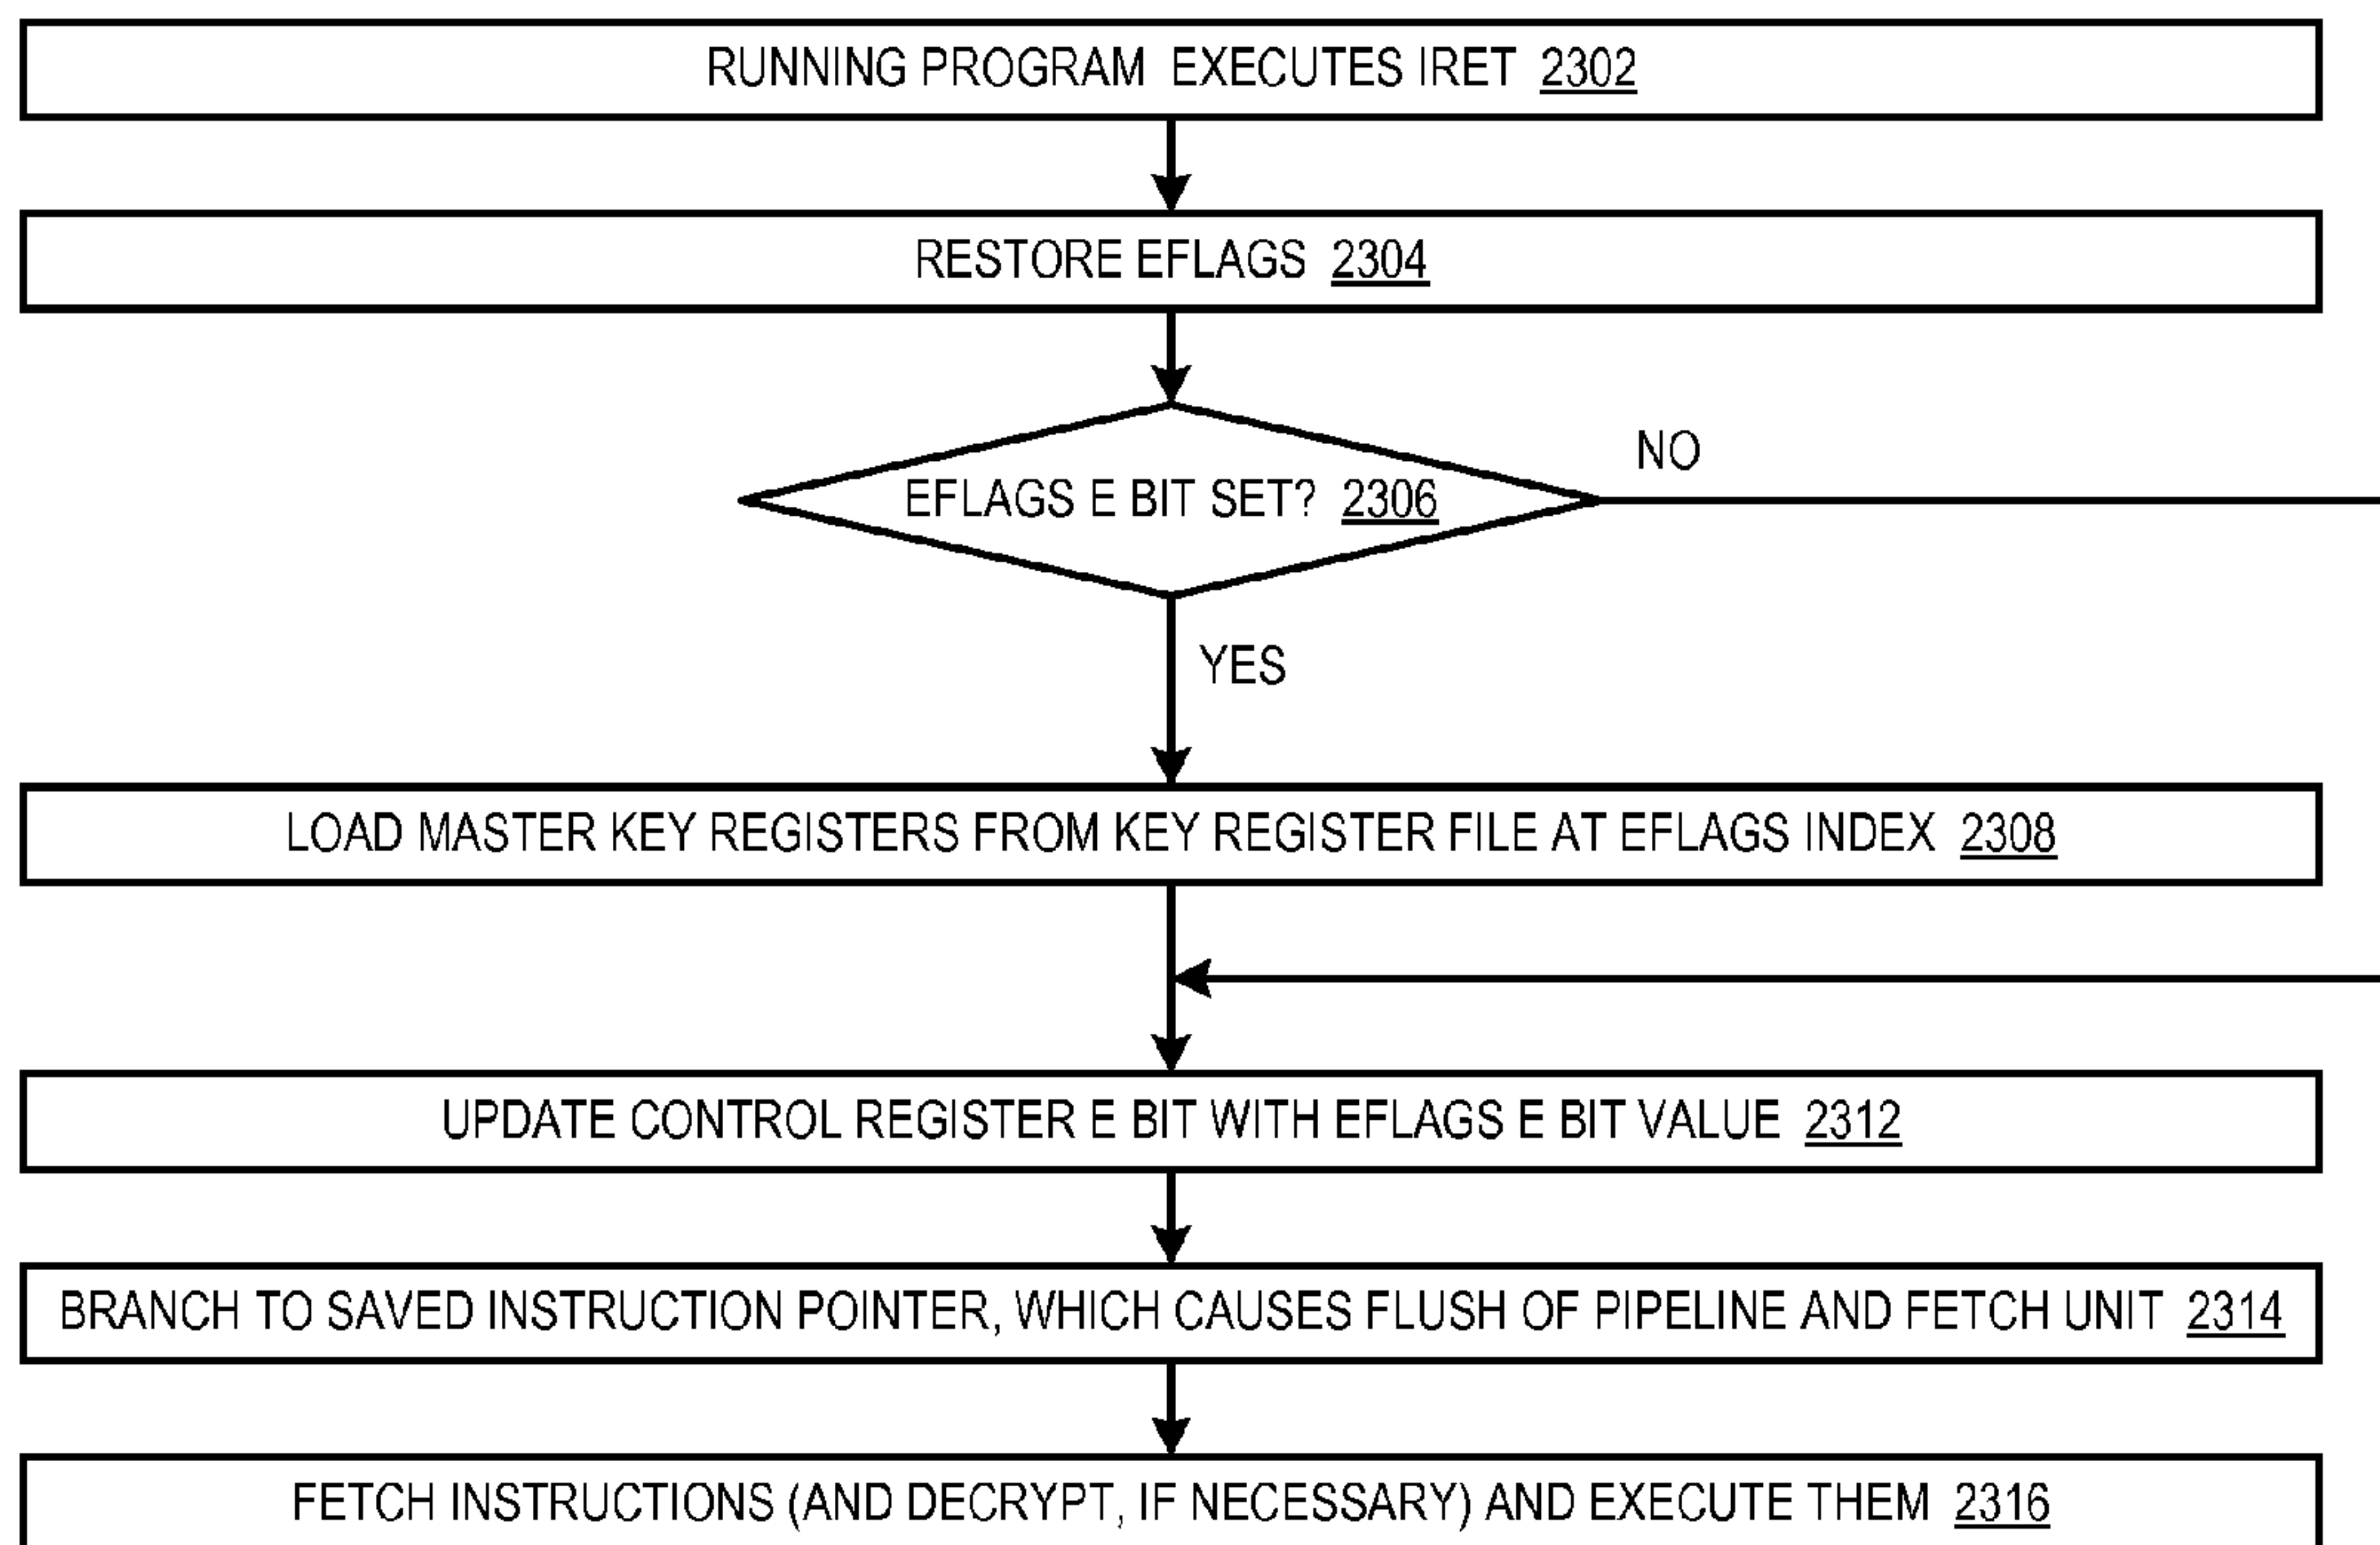 RUNNING PROGRAM EXECUTES IRET 2302
RESTORE EFLAGS 2304
NO
EFLAGS E BIT SET? 2306
YES
LOAD MASTER KEY REGISTERS FROM KEY REGISTER FILE AT EFLAGS INDEX 2308
UPDATE CONTROL REGISTER E BIT WITH EFLAGS E BIT VALUE 2312
BRANCH TO SAVED INSTRUCTION POINTER, WHICH CAUSES FLUSH OF PIPELINE AND FETCH UNIT 2314
FETCH INSTRUCTIONS (AND DECRYPT, IF NECESSARY) AND EXECUTE THEM 2316